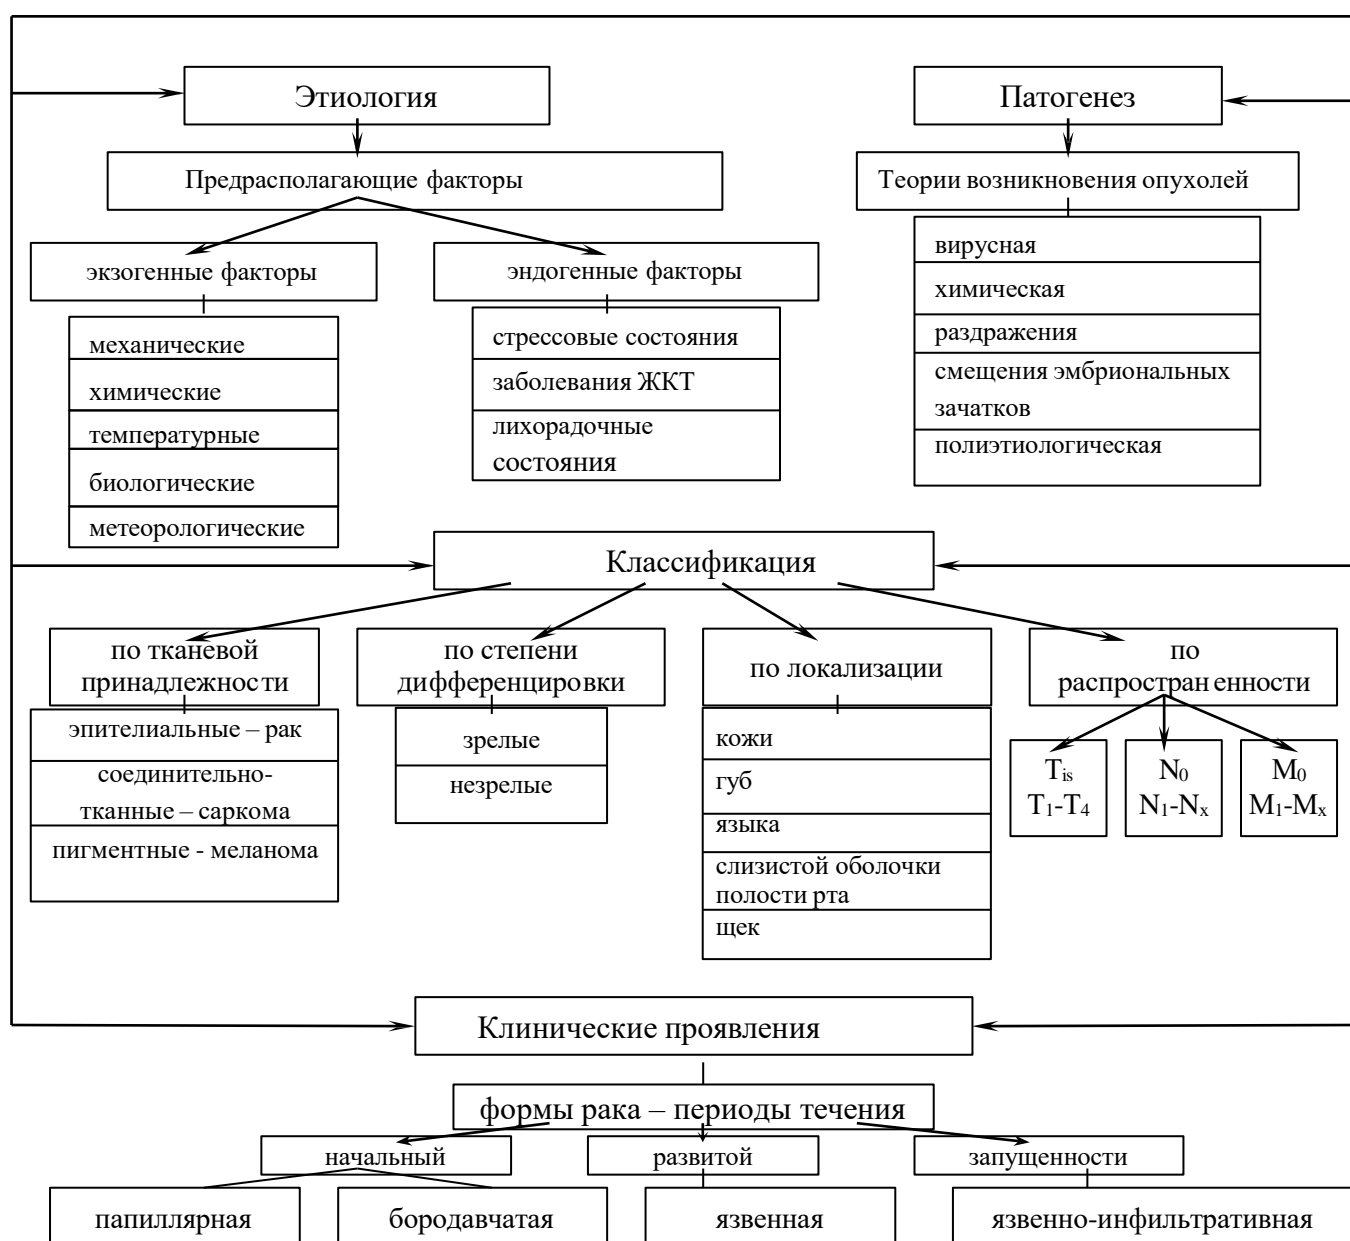 Этиология
Патогенез
Предрасполагающие факторы
Теории возникновения опухолей
экзогенные факторы
эндогенные факторы
механические
химические
температурные
биологические
метеорологические
стрессовые состояния
заболевания ЖКТ
лихорадочные
состояния
вирусная
химическая
раздражения
смещения эмбриональных
зачатков
полиэтиологическая
Классификация
по тканевой
принадлежности
по степени
дифференцировки
по локализации
по
распростран енности
эпителиальные – рак
соединительно-
тканные – саркома
пигментные - меланома
зрелые
незрелые
кожи
губ
языка
слизистой оболочки
полости рта
щек
Tis
T1-T4
N0
N1-Nx
M0
M1-Mx
Клинические проявления
формы рака – периоды течения
начальный
развитой
запущенности
папиллярная
бородавчатая
язвенная
язвенно-инфильтративная